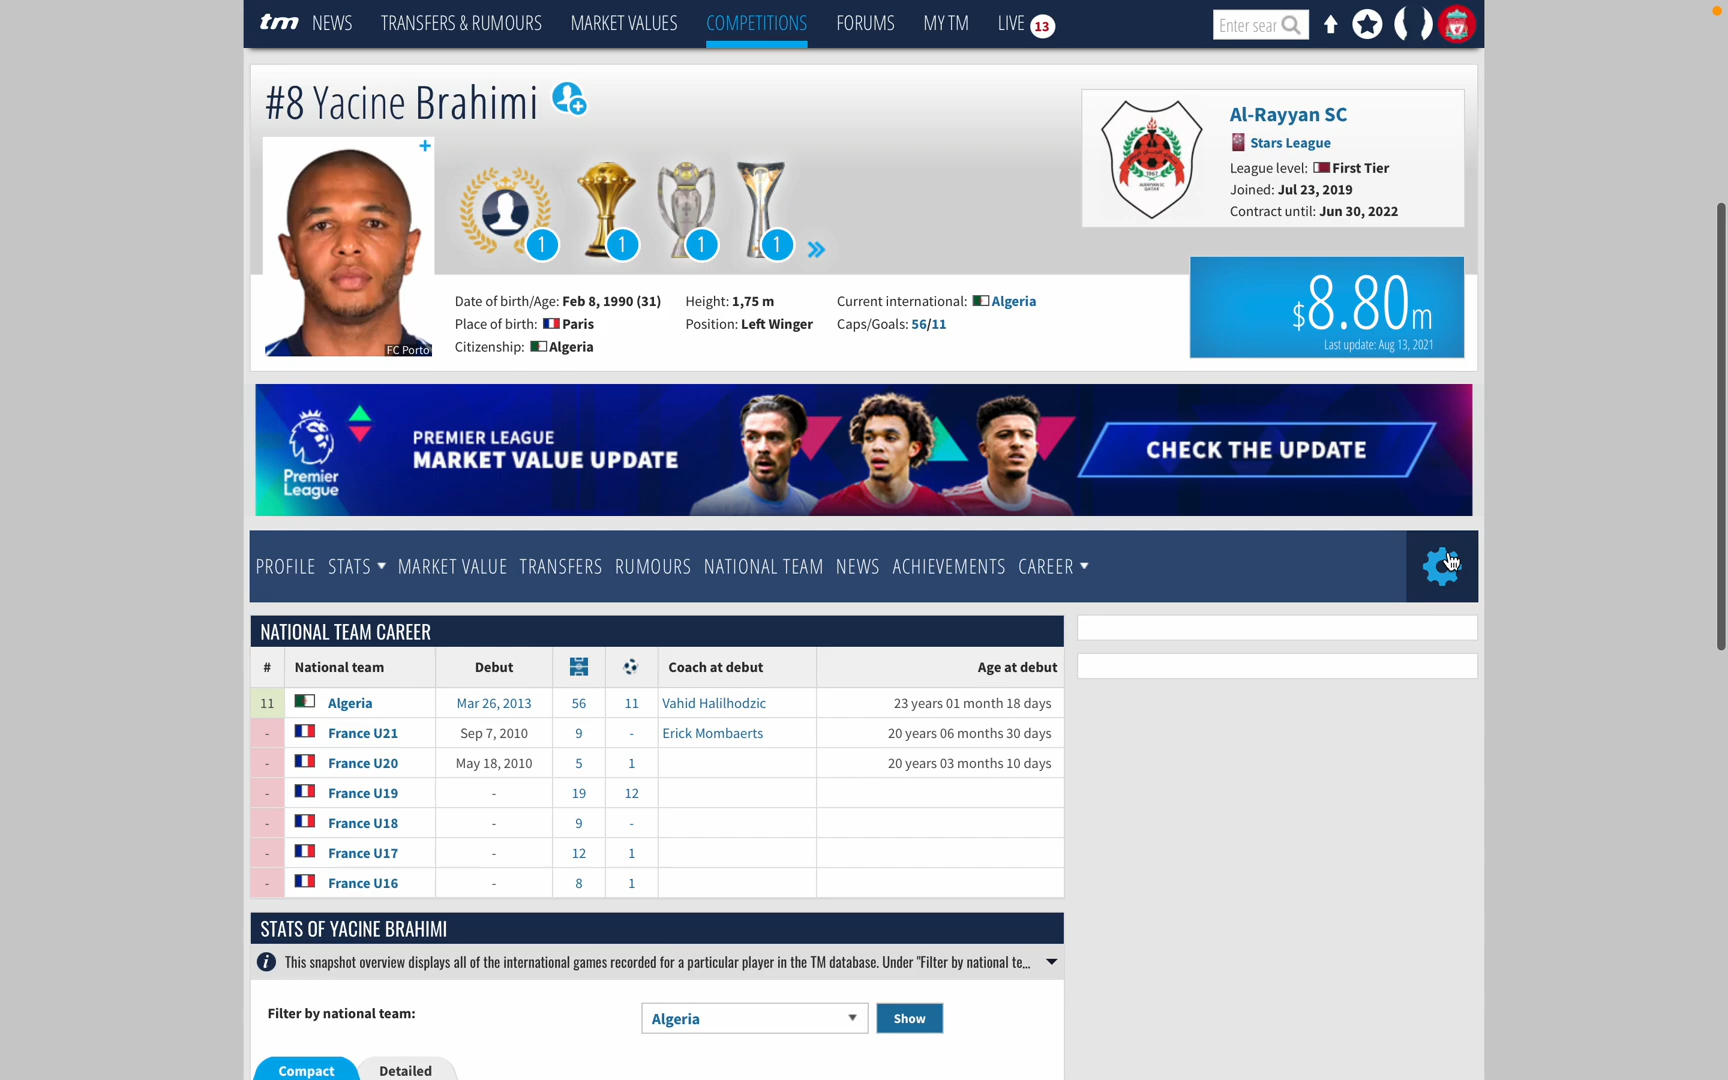 tm NEWS TRANSFERS & RUMOURS MARKET VALUES COMPETITIONS FORUMS MY TM LIVE 13 Enter sear
#8 Yacine Brahimi
+
1 1 1 1
FC Porto
Date of birth/Age: Feb 8, 1990 (31)
Place of birth: Paris
Citizenship: Algeria
Height: 1,75 m
Position: Left Winger
Current international: Algeria
Caps/Goals: 56/11
Al-Rayyan SC
Stars League
League level: First Tier
Joined: Jul 23, 2019
Contract until: Jun 30, 2022
$8.80m
Last update: Aug 13, 2021
Premier
League
PREMIER LEAGUE
MARKET VALUE UPDATE
CHECK THE UPDATE
PROFILE STATS MARKET VALUE TRANSFERS RUMOURS NATIONAL TEAM NEWS ACHIEVEMENTS CAREER
NATIONAL TEAM CAREER
# National team Debut Coach at debut Age at debut
11 Algeria Mar 26, 2013 56 11 Vahid Halilhodzic 23 years 01 month 18 days
- France U21 Sep 7, 2010 9 - Erick Mombaerts 20 years 06 months 30 days
- France U20 May 18, 2010 5 1 20 years 03 months 10 days
- France U19 - 19 12
- France U18 - 9 -
- France U17 - 12 1
- France U16 - 8 1
STATS OF YACINE BRAHIMI
i This snapshot overview displays all of the international games recorded for a particular player in the TM database. Under "Filter by national te...
Filter by national team: Algeria Show
Compact Detailed